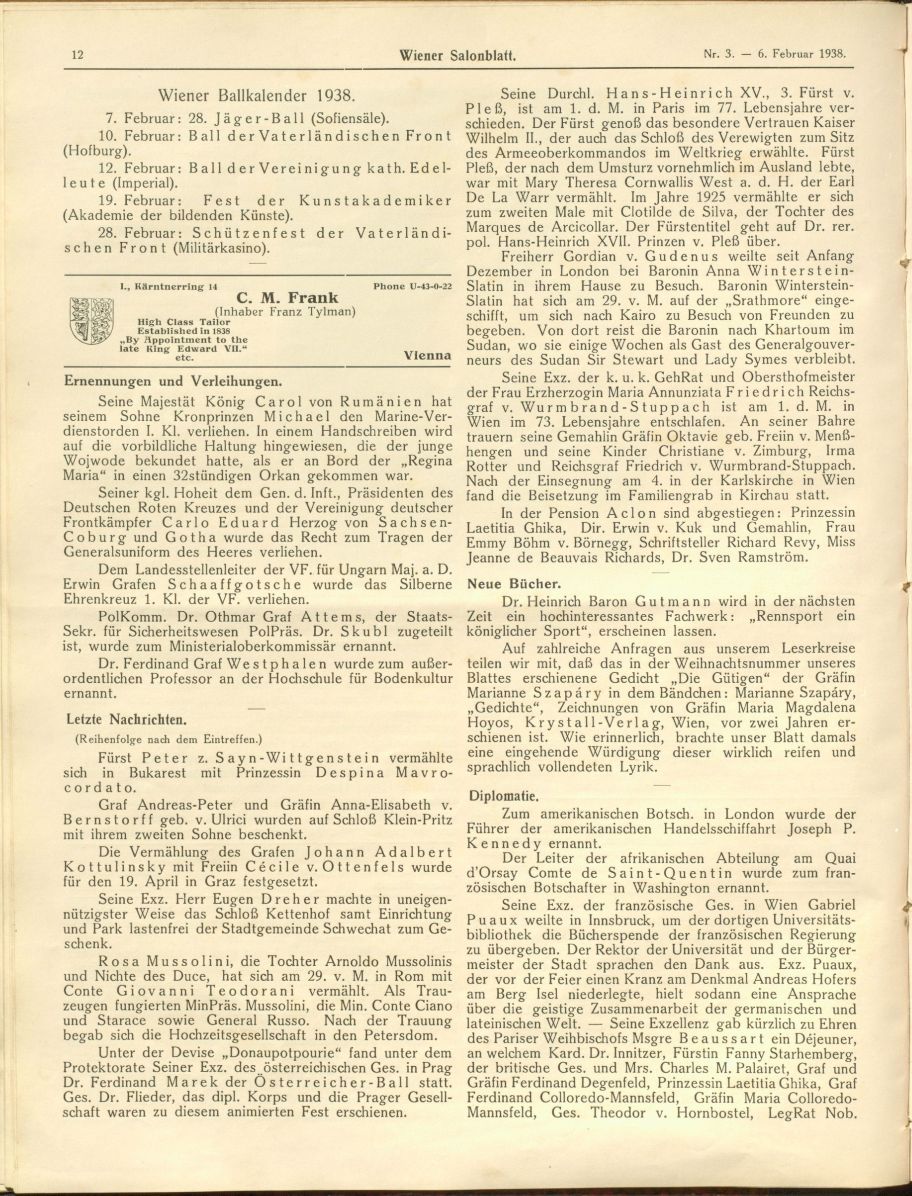 12
Wiener Salonblatt.
Nr. 3. — 6. Februar 1938.
Wiener Ballkalender 1938.
7. Februar: 28. Jäger-Ball (Sofiensäle).
10. Februar: Ball der Vaterländischen Front
(Hofburg).
12. Februar: Ball der Vereinigung kath. Edel-
leute (Imperial).
19. Februar: Fest der Kunstakademiker
(Akademie der bildenden Künste).
28. Februar: Schützenfest der Vaterländi-
schen Front (Militärkasino).
I., Kärntnerring 14
Phone U-43-0-22
C. M. Frank
(Inhaber Franz Tylman)
High Class Tailor
Established in 1838
„By Appointment to the
late King Edward VII.“
etc.
Vienna
Ernennungen und Verleihungen.
Seine Majestät König Carol von Rumänien hat
seinem Sohne Kronprinzen Michael den Marine-Ver-
dienstorden I. Kl. verliehen. In einem Handschreiben wird
auf die vorbildliche Haltung hingewiesen, die der junge
Wojwode bekundet hatte, als er an Bord der „Regina
Maria“ in einen 32stündigen Orkan gekommen war.
Seiner kgl. Hoheit dem Gen. d. Inft., Präsidenten des
Deutschen Roten Kreuzes und der Vereinigung deutscher
Frontkämpfer Carlo Eduard Herzog von Sachsen-
Coburg und Gotha wurde das Recht zum Tragen der
Generalsuniform des Heeres verliehen.
Dem Landesstellenleiter der VF. für Ungarn Maj. a. D.
Erwin Grafen Schaaffgotsche wurde das Silberne
Ehrenkreuz 1. Kl. der VF. verliehen.
PolKomm. Dr. Othmar Graf Attems, der Staats-
Sekr. für Sicherheitswesen PolPräs. Dr. Skubl zugeteilt
ist, wurde zum Ministerialoberkommissär ernannt.
Dr. Ferdinand Graf Westphalen wurde zum außer-
ordentlichen Professor an der Hochschule für Bodenkultur
ernannt.
Letzte Nachrichten.
(Reihenfolge nach dem Eintreffen.)
Fürst Peter z. Sayn-Wittgenstein vermählte
sich in Bukarest mit Prinzessin Despina Mavro-
cordato.
Graf Andreas-Peter und Gräfin Anna-Elisabeth v.
Bernstorff geb. v. Ulrici wurden auf Schloß Klein-Pritz
mit ihrem zweiten Sohne beschenkt.
Die Vermählung des Grafen Johann Adalbert
Kottulinsky mit Freiin Cécile v. Ottenfels wurde
für den 19. April in Graz festgesetzt.
Seine Exz. Herr Eugen Dreher machte in uneigen-
nützigster Weise das Schloß Kettenhof samt Einrichtung
und Park lastenfrei der Stadtgemeinde Schwechat zum Ge-
schenk.
Rosa Mussolini, die Tochter Arnoldo Mussolinis
und Nichte des Duce, hat sich am 29. v. M. in Rom mit
Conte Giovanni Teodorani vermählt. Als Trau-
zeugen fungierten MinPräs. Mussolini, die Min. Conte Ciano
und Starace sowie General Russo. Nach der Trauung
begab sich die Hochzeitsgesellschaft in den Petersdom.
Unter der Devise „Donaupotpourie“ fand unter dem
Protektorate Seiner Exz. des österreichischen Ges. in Prag
Dr. Ferdinand Marek der Österreicher-Ball statt.
Ges. Dr. Flieder, das dipl. Korps und die Prager Gesell-
schaft waren zu diesem animierten Fest erschienen.
Seine Durchl. Hans-Heinrich XV., 3. Fürst v.
Pleß, ist am 1. d. M. in Paris im 77. Lebensjahre ver-
schieden. Der Fürst genoß das besondere Vertrauen Kaiser
Wilhelm II., der auch das Schloß des Verewigten zum Sitz
des Armeeoberkommandos im Weltkrieg erwählte. Fürst
Pleß, der nach dem Umsturz vornehmlich im Ausland lebte,
war mit Mary Theresa Cornwallis West a. d. H. der Earl
De La Warr vermählt. Im Jahre 1925 vermählte er sich
zum zweiten Male mit Clotilde de Silva, der Tochter des
Marques de Arcicollar. Der Fürstentitel geht auf Dr. rer.
pol. Hans-Heinrich XVII. Prinzen v. Pleß über.
Freiherr Gordian v. Gudenus weilte seit Anfang
Dezember in London bei Baronin Anna Winterstein-
Slatin in ihrem Hause zu Besuch. Baronin Winterstein-
Slatin hat sich am 29. v. M. auf der „Srathmore“ einge-
schifft, um sich nach Kairo zu Besuch von Freunden zu
begeben. Von dort reist die Baronin nach Khartoum im
Sudan, wo sie einige Wochen als Gast des Generalgouver-
neurs des Sudan Sir Stewart und Lady Symes verbleibt.
Seine Exz. der k. u. k. GehRat und Obersthofmeister
der Frau Erzherzogin Maria Annunziata Friedrich Reichs-
graf v. Wurmbrand-Stuppach ist am 1. d. M. in
Wien im 73. Lebensjahre entschlafen. An seiner Bahre
trauern seine Gemahlin Gräfin Oktavie geb. Freiin v. Menß-
hengen und seine Kinder Christiane v. Zimburg, Irma
Rotter und Reichsgraf Friedrich v. Wurmbrand-Stuppach.
Nach der Einsegnung am 4. in der Karlskirche in Wien
fand die Beisetzung im Familiengrab in Kirchau statt.
In der Pension Aclon sind abgestiegen: Prinzessin
Laetitia Ghika, Dir. Erwin v. Kuk und Gemahlin, Frau
Emmy Böhm v. Börnegg, Schriftsteller Richard Revy, Miss
Jeanne de Beauvais Richards, Dr. Sven Ramström.
Neue Bücher.
Dr. Heinrich Baron Gutmann wird in der nächsten
Zeit ein hochinteressantes Fachwerk: „Rennsport ein
königlicher Sport“, erscheinen lassen.
Auf zahlreiche Anfragen aus unserem Leserkreise
teilen wir mit, daß das in der Weihnachtsnummer unseres
Blattes erschienene Gedicht „Die Gütigen“ der Gräfin
Marianne Szapáry in dem Bändchen: Marianne Szapáry,
„Gedichte“, Zeichnungen von Gräfin Maria Magdalena
Hoyos, Krystall-Verlag, Wien, vor zwei Jahren er-
schienen ist. Wie erinnerlich, brachte unser Blatt damals
eine eingehende Würdigung dieser wirklich reifen und
sprachlich vollendeten Lyrik.
Diplomatie.
Zum amerikanischen Botsch. in London wurde der
Führer der amerikanischen Handelsschiffahrt Joseph P.
Kennedy ernannt.
Der Leiter der afrikanischen Abteilung am Quai
d'Orsay Comte de Saint-Quentin wurde zum fran-
zösischen Botschafter in Washington ernannt.
Seine Exz. der französische Ges. in Wien Gabriel
Puaux weilte in Innsbruck, um der dortigen Universitäts-
bibliothek die Bücherspende der französischen Regierung
zu übergeben. Der Rektor der Universität und der Bürger-
meister der Stadt sprachen den Dank aus. Exz. Puaux,
der vor der Feier einen Kranz am Denkmal Andreas Hofers
am Berg Isel niederlegte, hielt sodann eine Ansprache
über die geistige Zusammenarbeit der germanischen und
lateinischen Welt. — Seine Exzellenz gab kürzlich zu Ehren
des Pariser Weihbischofs Msgre Beaussart ein Déjeuner,
an welchem Kard. Dr. Innitzer, Fürstin Fanny Starhemberg,
der britische Ges. und Mrs. Charles M. Palairet, Graf und
Gräfin Ferdinand Degenfeld, Prinzessin Laetitia Ghika, Graf
Ferdinand Colloredo-Mannsfeld, Gräfin Maria Colloredo-
Mannsfeld, Ges. Theodor v. Hornbostel, LegRat Nob.